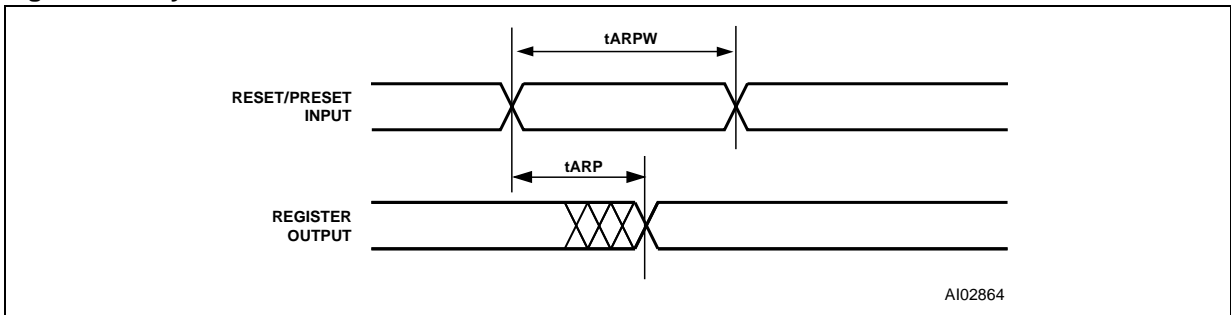 tARPW
RESET/PRESET
INPUT
tARP
REGISTER
OUTPUT
AI02864